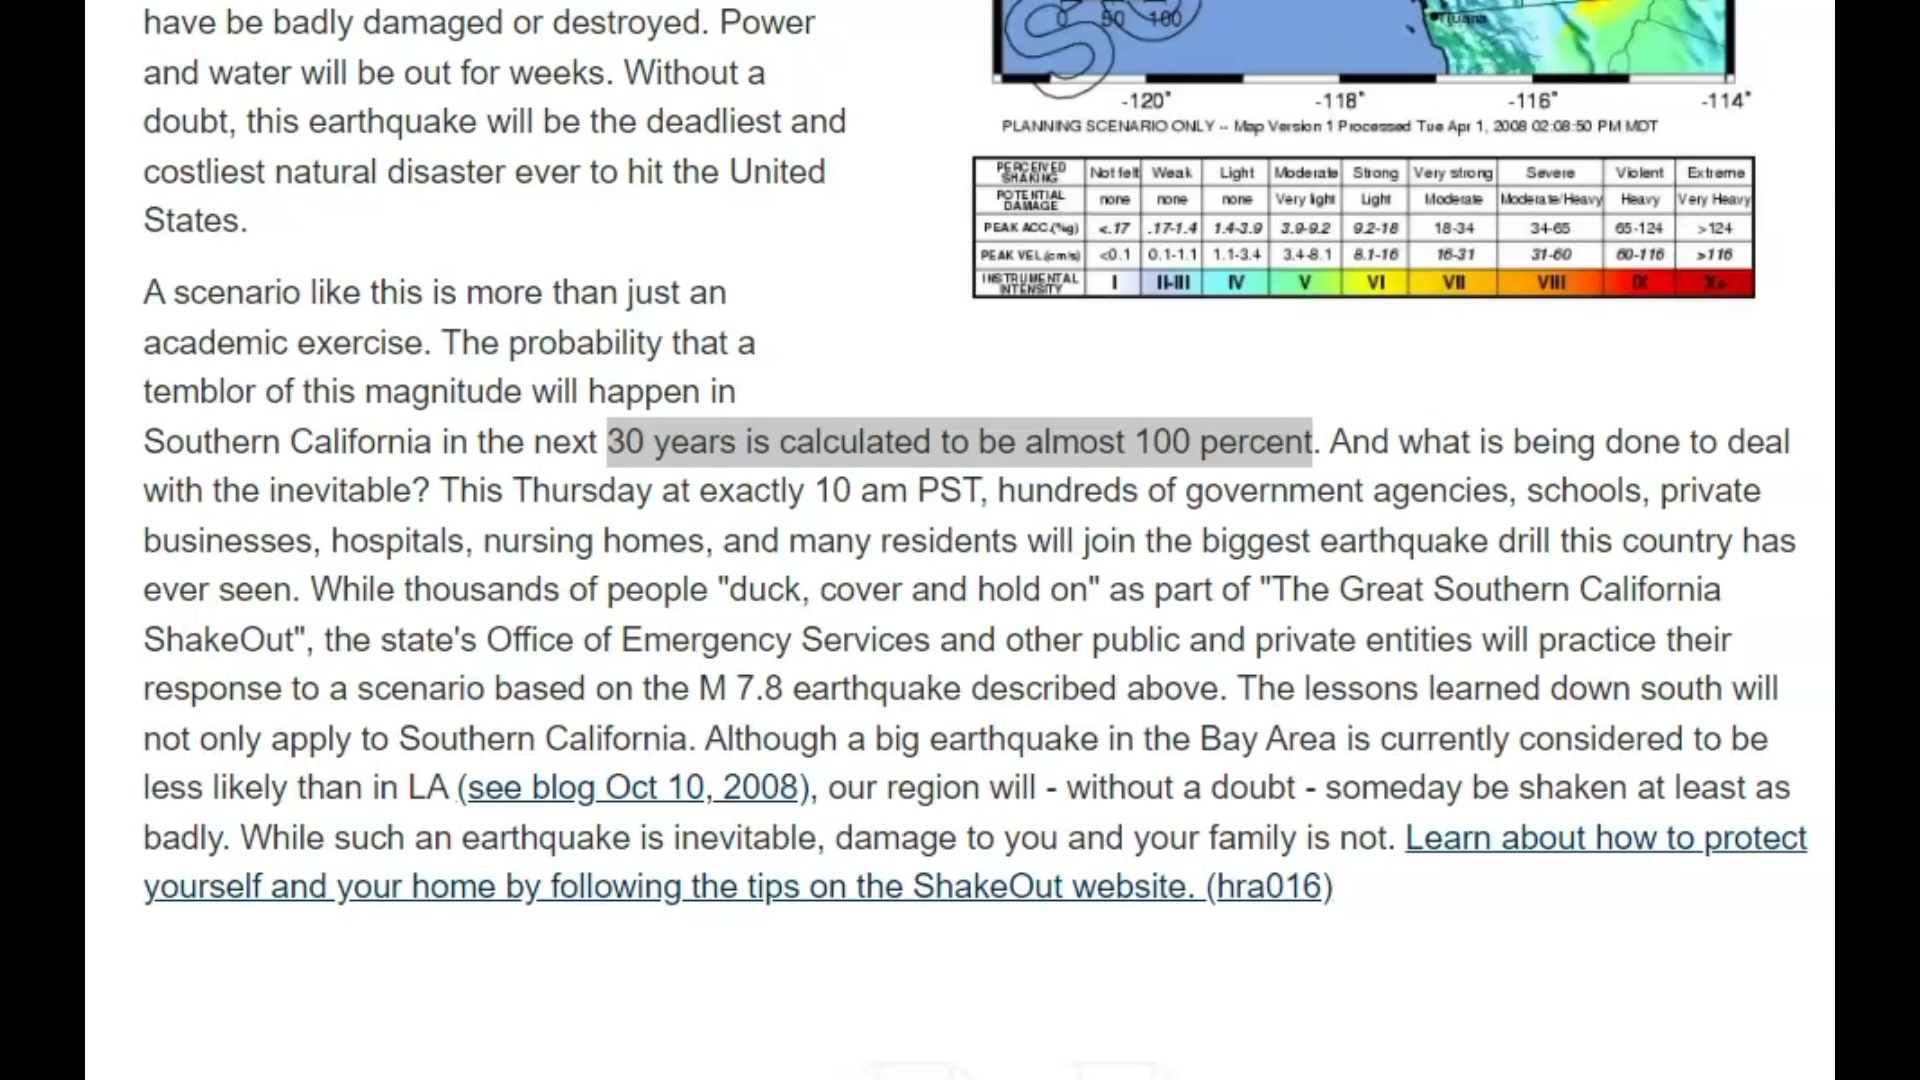 have be badly damaged or destroyed. Power
and water will be out for weeks. Without a
doubt, this earthquake will be the deadliest and
costliest natural disaster ever to hit the United
States.
A scenario like this is more than just an
academic exercise. The probability that a
temblor of this magnitude will happen in
Southern California in the next 30 years is calculated to be almost 100 percent. And what is being done to deal
with the inevitable? This Thursday at exactly 10 am PST, hundreds of government agencies, schools, private
businesses, hospitals, nursing homes, and many residents will join the biggest earthquake drill this country has
ever seen. While thousands of people "duck, cover and hold on" as part of "The Great Southern California
ShakeOut", the state's Office of Emergency Services and other public and private entities will practice their
response to a scenario based on the M 7.8 earthquake described above. The lessons learned down south will
not only apply to Southern California. Although a big earthquake in the Bay Area is currently considered to be
less likely than in LA (see blog Oct 10, 2008), our region will - without a doubt - someday be shaken at least as
badly. While such an earthquake is inevitable, damage to you and your family is not. Learn about how to protect
yourself and your home by following the tips on the ShakeOut website. (hra016)
0 50 100
Tijuana
-120° -118° -116° -114°
PLANNING SCENARIO ONLY -- Map Version 1 Processed Tue Apr 1, 2008 02:08:50 PM MDT
PERCEIVED SHAKING Not felt Weak Light Moderate Strong Very strong Severe Violent Extreme
POTENTIAL DAMAGE none none none Very light Light Moderate Moderate/Heavy Heavy Very Heavy
PEAK ACC.(%g) <.17 .17-1.4 1.4-3.9 3.9-9.2 9.2-18 18-34 34-65 65-124 >124
PEAK VEL.(cm/s) <0.1 0.1-1.1 1.1-3.4 3.4-8.1 8.1-16 16-31 31-60 60-116 >116
INSTRUMENTAL INTENSITY I II-III IV V VI VII VIII IX X+